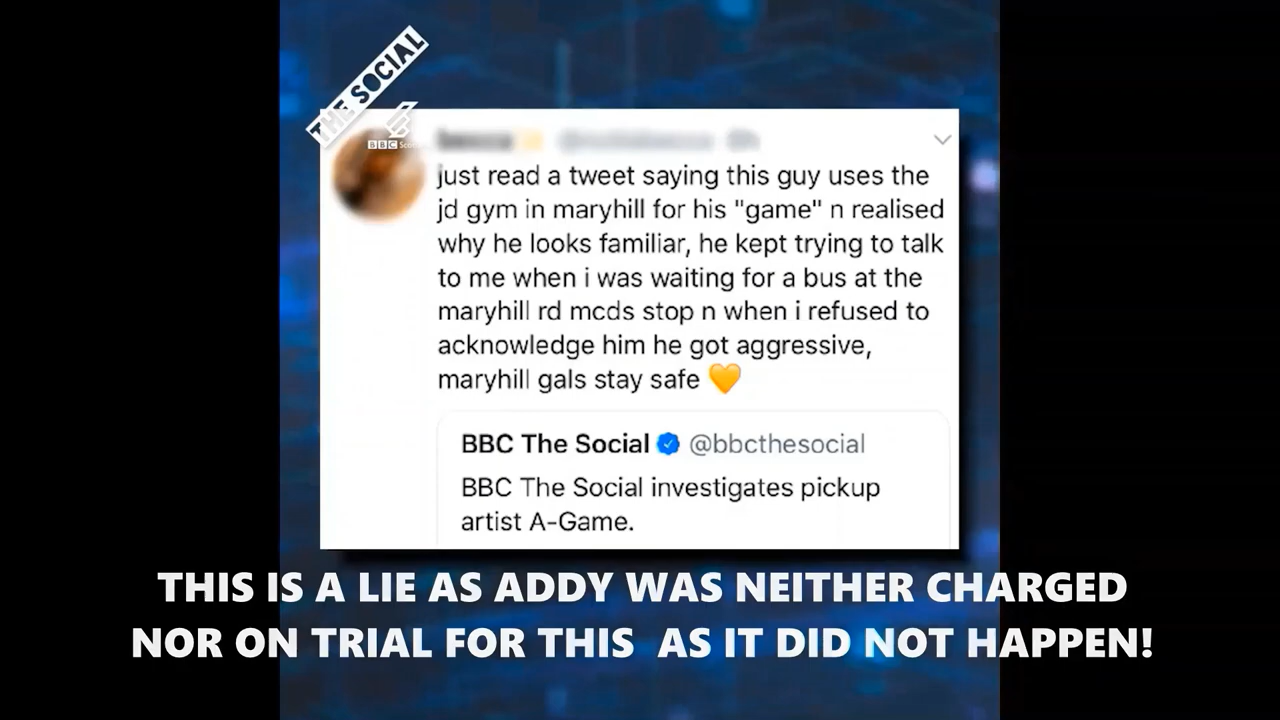 THE SOCIAL
BBC
just read a tweet saying this guy uses the
jd gym in maryhill for his "game" n realised
why he looks familiar, he kept trying to talk
to me when i was waiting for a bus at the
maryhill rd mcds stop n when i refused to
acknowledge him he got aggressive,
maryhill gals stay safe 💛
BBC The Social @bbcthesocial
BBC The Social investigates pickup
artist A-Game.
THIS IS A LIE AS ADDY WAS NEITHER CHARGED
NOR ON TRIAL FOR THIS AS IT DID NOT HAPPEN!